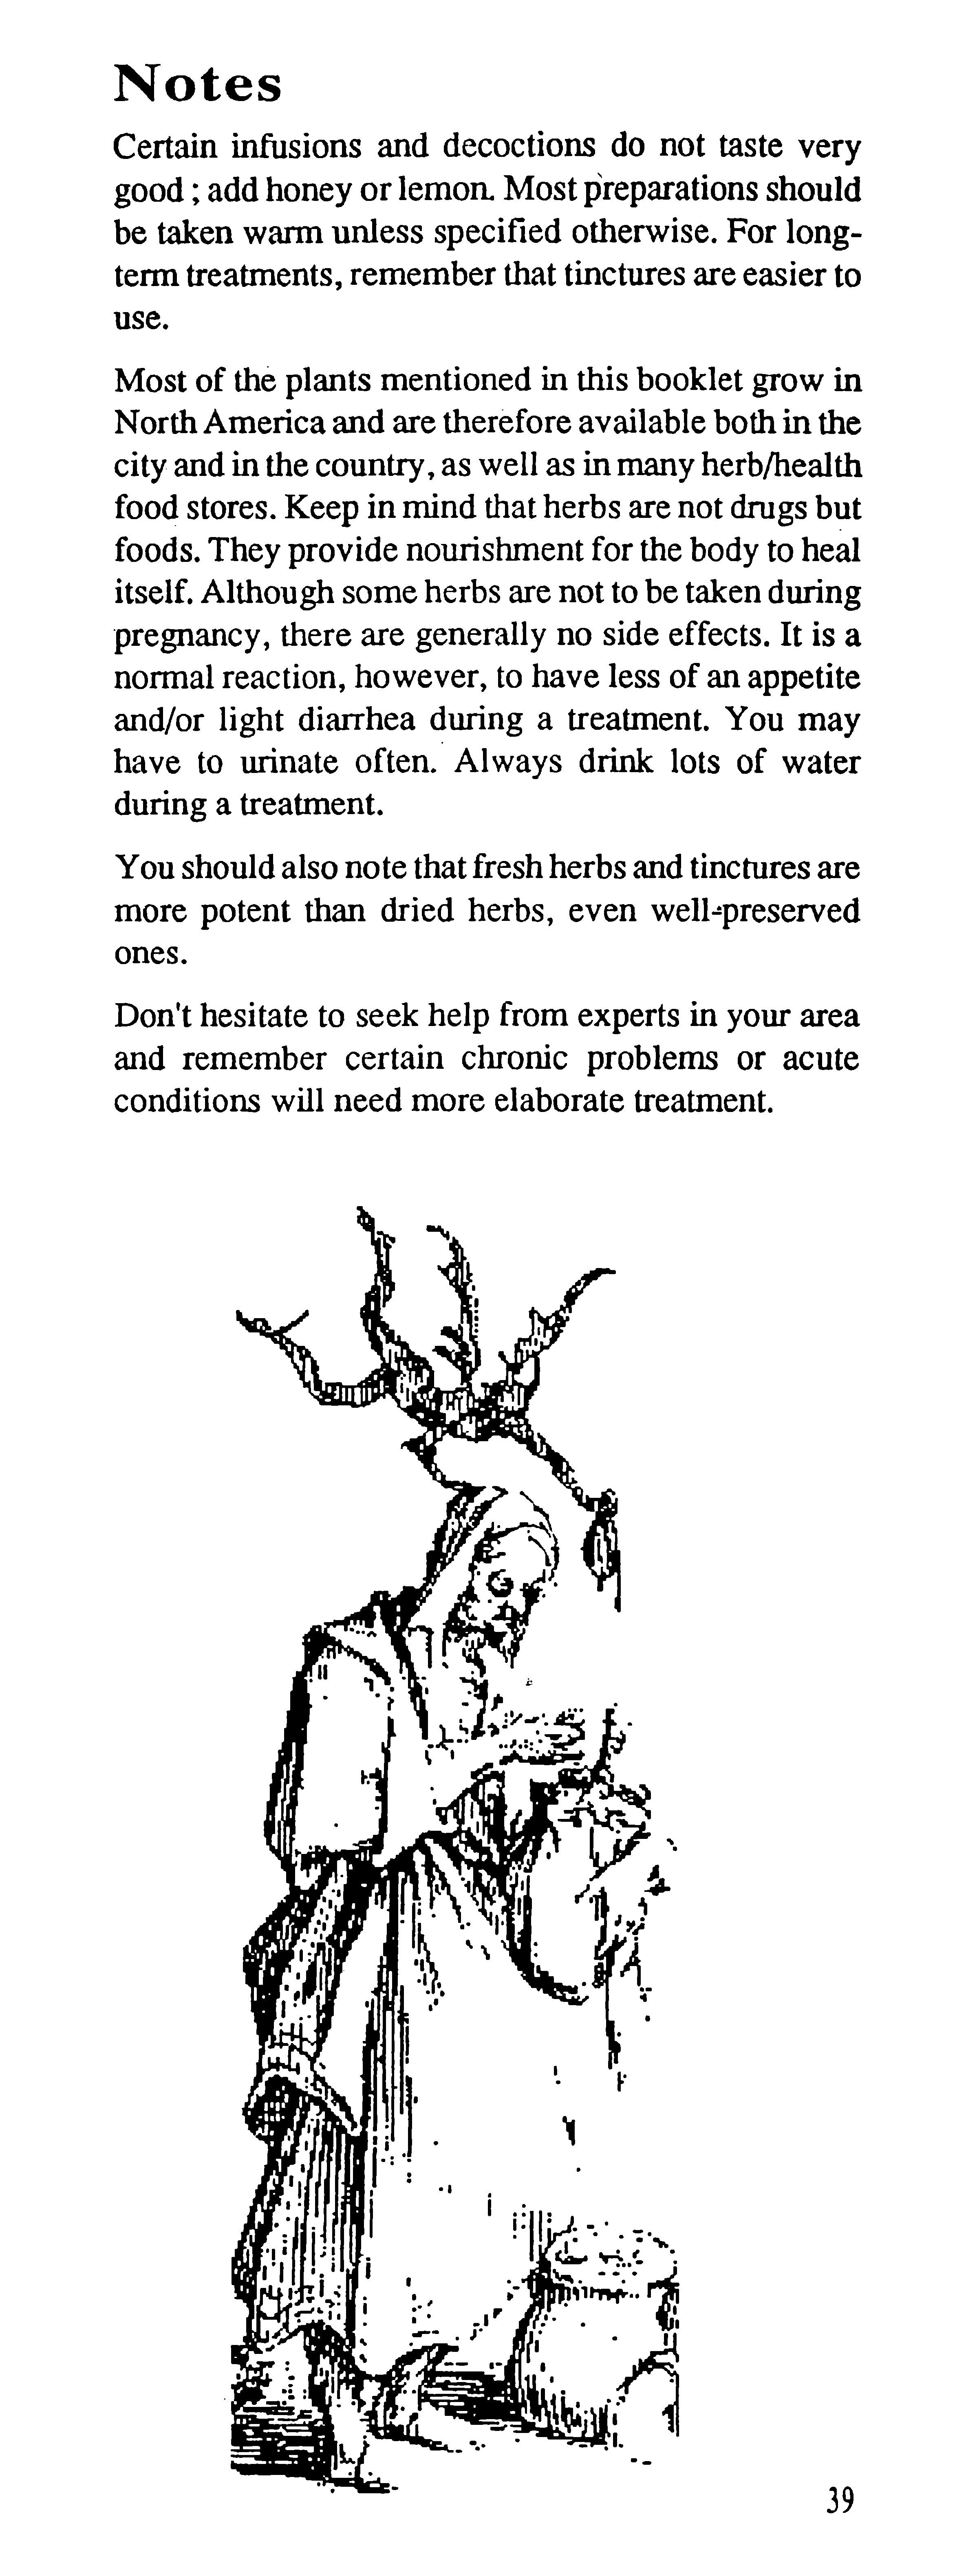 Notes
Certain infusions and decoctions do not taste very
good ; add honey or lemon. Most preparations should
be taken warm unless specified otherwise. For long-
term treatments, remember that tinctures are easier to
use.
Most of the plants mentioned in this booklet grow in
North America and are therefore available both in the
city and in the country, as well as in many herb/health
food stores. Keep in mind that herbs are not drugs but
foods. They provide nourishment for the body to heal
itself. Although some herbs are not to be taken during
pregnancy, there are generally no side effects. It is a
normal reaction, however, to have less of an appetite
and/or light diarrhea during a treatment. You may
have to urinate often. Always drink lots of water
during a treatment.
You should also note that fresh herbs and tinctures are
more potent than dried herbs, even well-preserved
ones.
Don't hesitate to seek help from experts in your area
and remember certain chronic problems or acute
conditions will need more elaborate treatment.
39